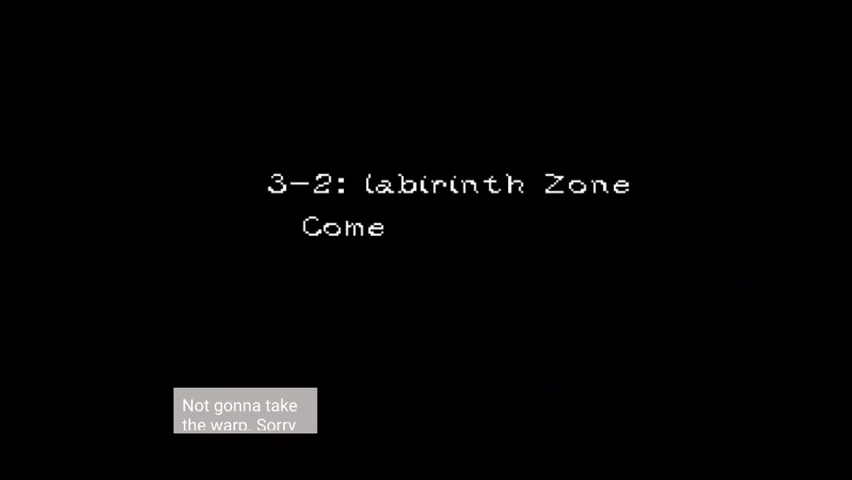 3-2: labirinth Zone
Come
Not gonna take
the warp. Sorry